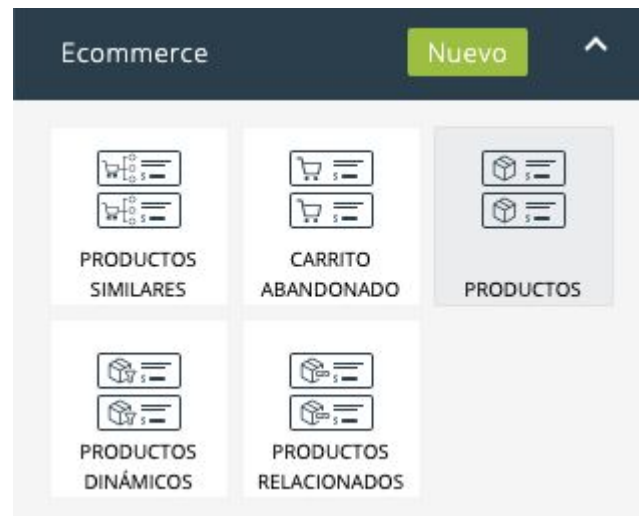 Ecommerce Nuevo
PRODUCTOS
SIMILARES
CARRITO
ABANDONADO
PRODUCTOS
PRODUCTOS
DINÁMICOS
PRODUCTOS
RELACIONADOS